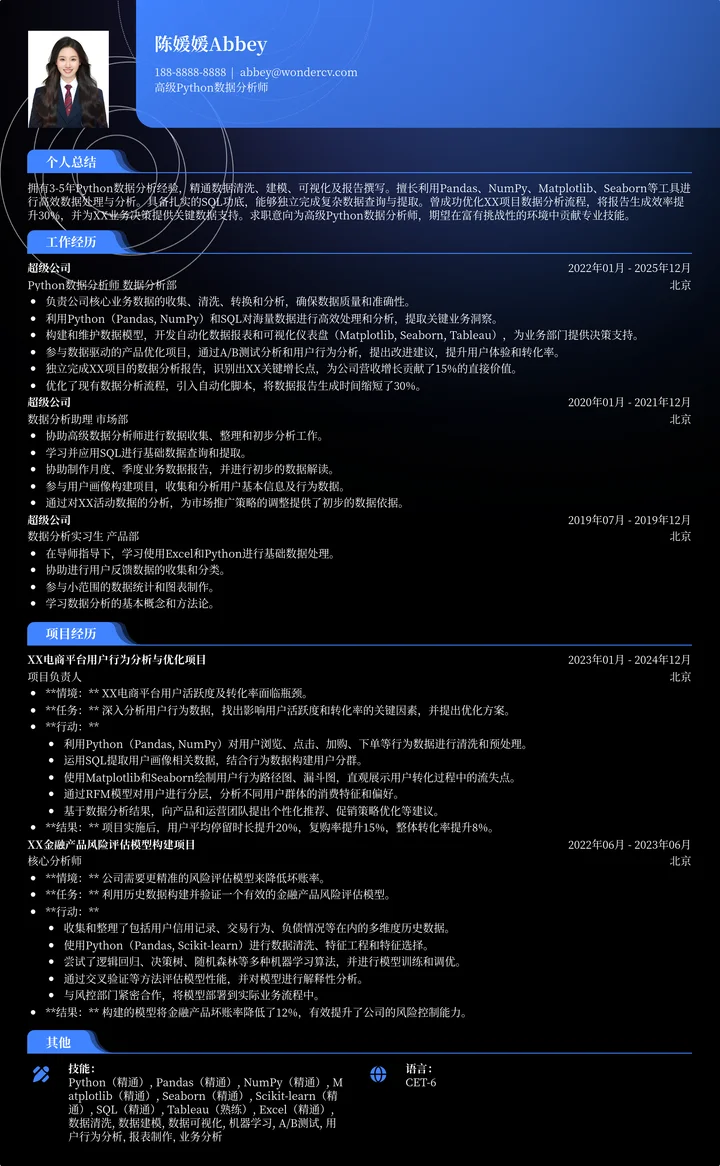 陈媛媛Abbey
188-8888-8888 | abbey@wondercv.com
高级Python数据分析师
个人总结
拥有3-5年Python数据分析经验，精通数据清洗、建模、可视化及报告撰写。擅长利用Pandas、NumPy、Matplotlib、Seaborn等工具进
行高效数据处理与分析。具备扎实的SQL功底，能够独立完成复杂数据查询与提取。曾成功优化XX项目数据分析流程，将报告生成效率提
升30%，并为XX业务决策提供关键数据支持。求职意向为高级Python数据分析师，期望在富有挑战性的环境中贡献专业技能。
工作经历
超级公司 2022年01月 - 2025年12月
Python数据分析师 数据分析部 北京
• 负责公司核心业务数据的收集、清洗、转换和分析，确保数据质量和准确性。
• 利用Python（Pandas, NumPy）和SQL对海量数据进行高效处理和分析，提取关键业务洞察。
• 构建和维护数据模型，开发自动化数据报表和可视化仪表盘（Matplotlib, Seaborn, Tableau），为业务部门提供决策支持。
• 参与数据驱动的产品优化项目，通过A/B测试分析和用户行为分析，提出改进建议，提升用户体验和转化率。
• 独立完成XX项目的数据分析报告，识别出XX关键增长点，为公司营收增长贡献了15%的直接价值。
• 优化了现有数据分析流程，引入自动化脚本，将数据报告生成时间缩短了30%。
超级公司 2020年01月 - 2021年12月
数据分析助理 市场部 北京
• 协助高级数据分析师进行数据收集、整理和初步分析工作。
• 学习并应用SQL进行基础数据查询和提取。
• 协助制作月度、季度业务数据报告，并进行初步的数据解读。
• 参与用户画像构建项目，收集和分析用户基本信息及行为数据。
• 通过对XX活动数据的分析，为市场推广策略的调整提供了初步的数据依据。
超级公司 2019年07月 - 2019年12月
数据分析实习生 产品部 北京
• 在导师指导下，学习使用Excel和Python进行基础数据处理。
• 协助进行用户反馈数据的收集和分类。
• 参与小范围的数据统计和图表制作。
• 学习数据分析的基本概念和方法论。
项目经历
XX电商平台用户行为分析与优化项目 2023年01月 - 2024年12月
项目负责人 北京
• **情境：** XX电商平台用户活跃度及转化率面临瓶颈。
• **任务：** 深入分析用户行为数据，找出影响用户活跃度和转化率的关键因素，并提出优化方案。
• **行动：**
• 利用Python（Pandas, NumPy）对用户浏览、点击、加购、下单等行为数据进行清洗和预处理。
• 运用SQL提取用户画像相关数据，结合行为数据构建用户分群。
• 使用Matplotlib和Seaborn绘制用户行为路径图、漏斗图，直观展示用户转化过程中的流失点。
• 通过RFM模型对用户进行分层，分析不同用户群体的消费特征和偏好。
• 基于数据分析结果，向产品和运营团队提出个性化推荐、促销策略优化等建议。
• **结果：** 项目实施后，用户平均停留时长提升20%，复购率提升15%，整体转化率提升8%。
XX金融产品风险评估模型构建项目 2022年06月 - 2023年06月
核心分析师 北京
• **情境：** 公司需要更精准的风险评估模型来降低坏账率。
• **任务：** 利用历史数据构建并验证一个有效的金融产品风险评估模型。
• **行动：**
• 收集和整理了包括用户信用记录、交易行为、负债情况等在内的多维度历史数据。
• 使用Python（Pandas, Scikit-learn）进行数据清洗、特征工程和特征选择。
• 尝试了逻辑回归、决策树、随机森林等多种机器学习算法，并进行模型训练和调优。
• 通过交叉验证等方法评估模型性能，并对模型进行解释性分析。
• 与风控部门紧密合作，将模型部署到实际业务流程中。
• **结果：** 构建的模型将金融产品坏账率降低了12%，有效提升了公司的风险控制能力。
其他
技能：
Python（精通）, Pandas（精通）, NumPy（精通）, M
atplotlib（精通）, Seaborn（精通）, Scikit-learn（精
通）, SQL（精通）, Tableau（熟练）, Excel（精通）,
数据清洗, 数据建模, 数据可视化, 机器学习, A/B测试, 用
户行为分析, 报表制作, 业务分析
语言：
CET-6